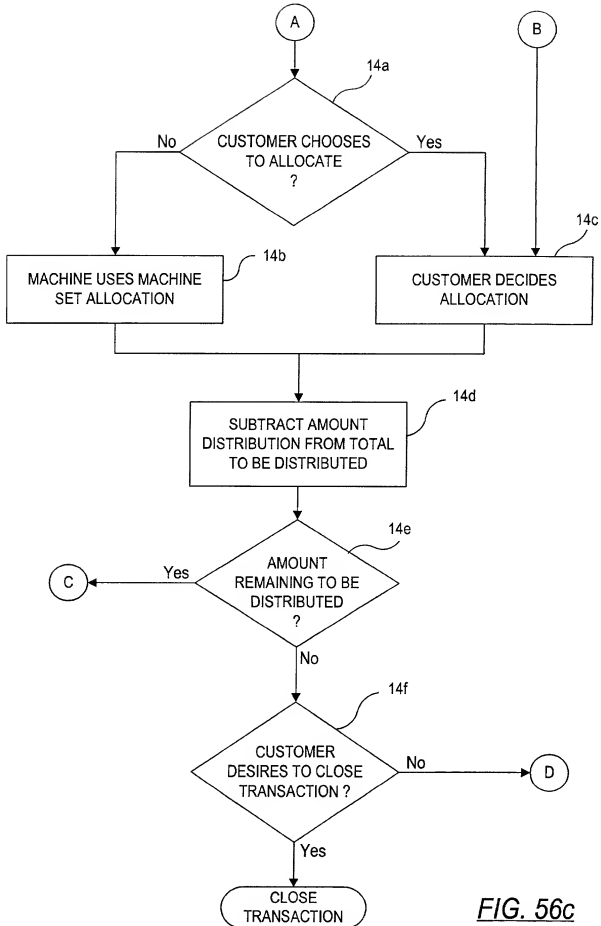 A
B
14a
CUSTOMER CHOOSES
TO ALLOCATE
?
No
Yes
14b
14c
MACHINE USES MACHINE
SET ALLOCATION
CUSTOMER DECIDES
ALLOCATION
14d
SUBTRACT AMOUNT
DISTRIBUTION FROM TOTAL
TO BE DISTRIBUTED
14e
AMOUNT
REMAINING TO BE
DISTRIBUTED
?
Yes
C
No
14f
CUSTOMER
DESIRES TO CLOSE
TRANSACTION ?
No
D
Yes
CLOSE
TRANSACTION
FIG. 56c